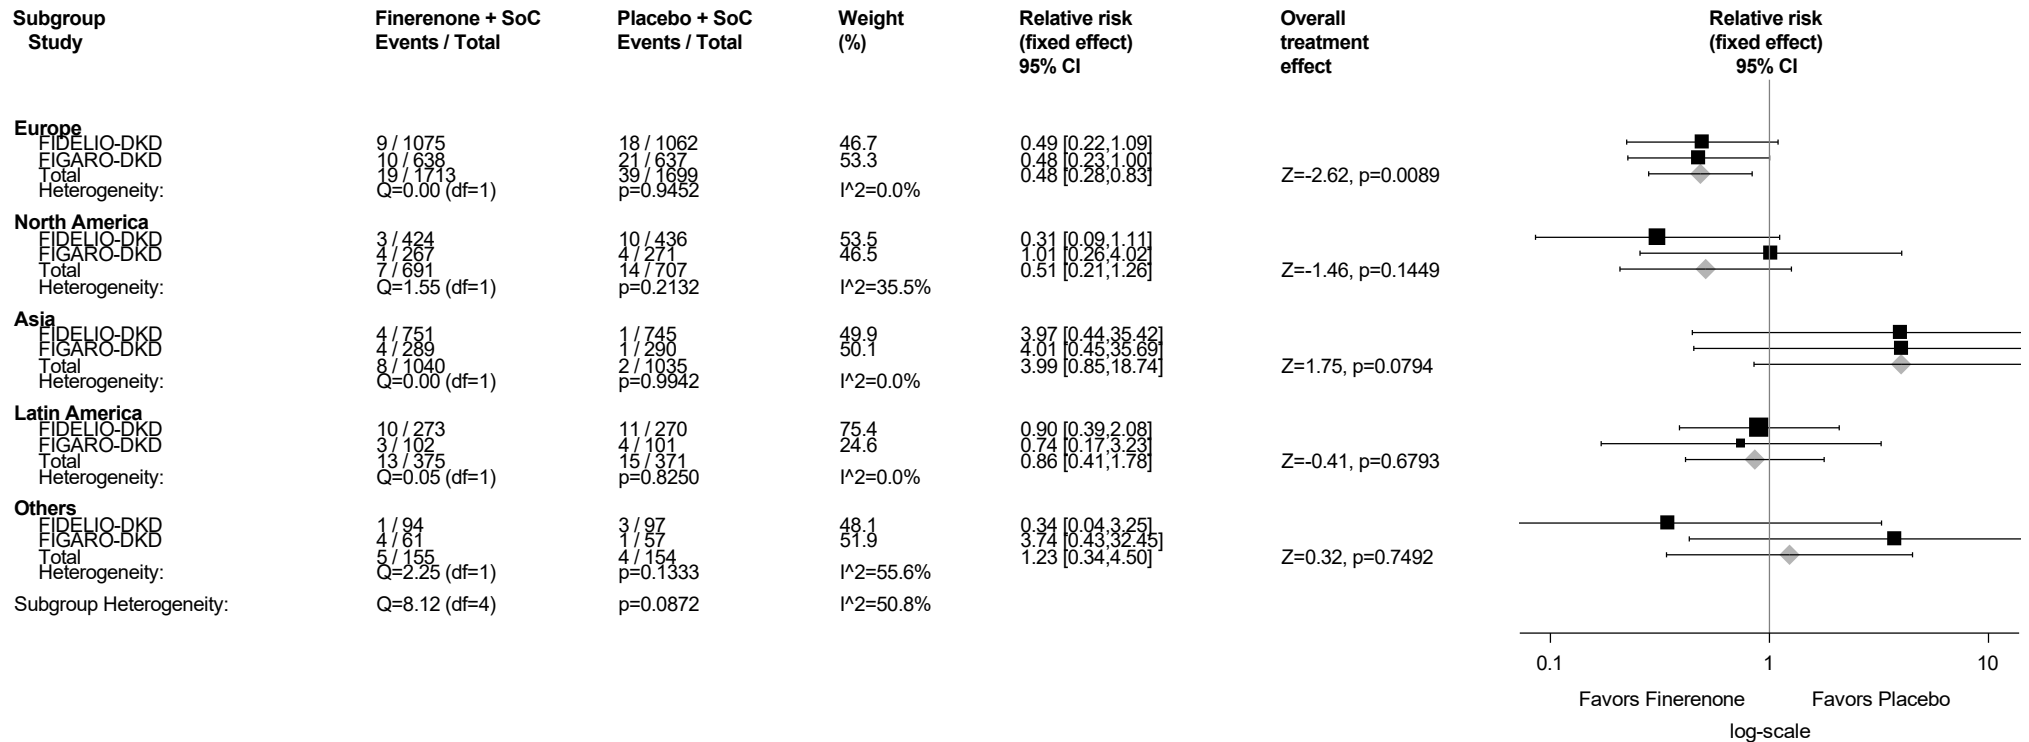 Subgroup Finerenone + SoC Placebo + SoC Weight Relative risk Overall Relative risk
Study Events / Total Events / Total (%) (fixed effect) treatment (fixed effect)
95% CI effect 95% CI
Europe
FIDELIO-DKD 9 / 1075 18 / 1062 46.7 0.49 [0.22,1.09]
FIGARO-DKD 10 / 638 21 / 637 53.3 0.48 [0.23,1.00]
Total 19 / 1713 39 / 1699 0.48 [0.28,0.83] Z=-2.62, p=0.0089
Heterogeneity: Q=0.00 (df=1) p=0.9452 I^2=0.0%
North America
FIDELIO-DKD 3 / 424 10 / 436 53.5 0.31 [0.09,1.11]
FIGARO-DKD 4 / 267 4 / 271 46.5 1.01 [0.26,4.02]
Total 7 / 691 14 / 707 0.51 [0.21,1.26] Z=-1.46, p=0.1449
Heterogeneity: Q=1.55 (df=1) p=0.2132 I^2=35.5%
Asia
FIDELIO-DKD 4 / 751 1 / 745 49.9 3.97 [0.44,35.42]
FIGARO-DKD 4 / 289 1 / 290 50.1 4.01 [0.45,35.69]
Total 8 / 1040 2 / 1035 3.99 [0.85,18.74] Z=1.75, p=0.0794
Heterogeneity: Q=0.00 (df=1) p=0.9942 I^2=0.0%
Latin America
FIDELIO-DKD 10 / 273 11 / 270 75.4 0.90 [0.39,2.08]
FIGARO-DKD 3 / 102 4 / 101 24.6 0.74 [0.17,3.23]
Total 13 / 375 15 / 371 0.86 [0.41,1.78] Z=-0.41, p=0.6793
Heterogeneity: Q=0.05 (df=1) p=0.8250 I^2=0.0%
Others
FIDELIO-DKD 1 / 94 3 / 97 48.1 0.34 [0.04,3.25]
FIGARO-DKD 4 / 61 1 / 57 51.9 3.74 [0.43,32.45]
Total 5 / 155 4 / 154 1.23 [0.34,4.50] Z=0.32, p=0.7492
Heterogeneity: Q=2.25 (df=1) p=0.1333 I^2=55.6%
Subgroup Heterogeneity: Q=8.12 (df=4) p=0.0872 I^2=50.8%
0.1 1 10
Favors Finerenone Favors Placebo
log-scale